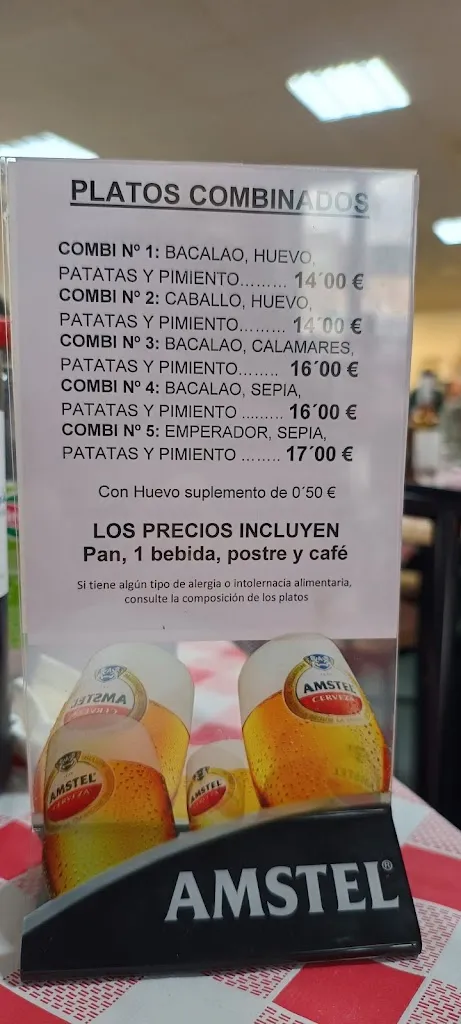 PLATOS COMBINADOS
COMBI Nº 1: BACALAO, HUEVO,
PATATAS Y PIMIENTO......... 14´00 €
COMBI Nº 2: CABALLO, HUEVO,
PATATAS Y PIMIENTO......... 14´00 €
COMBI Nº 3: BACALAO, CALAMARES,
PATATAS Y PIMIENTO........ 16´00 €
COMBI Nº 4: BACALAO, SEPIA,
PATATAS Y PIMIENTO ......... 16´00 €
COMBI Nº 5: EMPERADOR, SEPIA,
PATATAS Y PIMIENTO ........ 17´00 €
Con Huevo suplemento de 0´50 €
LOS PRECIOS INCLUYEN
Pan, 1 bebida, postre y café
Si tiene algún tipo de alergia o intolernacia alimentaria,
consulte la composición de los platos
AMSTEL
AMSTEL
CERVEZA
AMSTEL
CERVEZA
AMSTEL
AMSTEL®